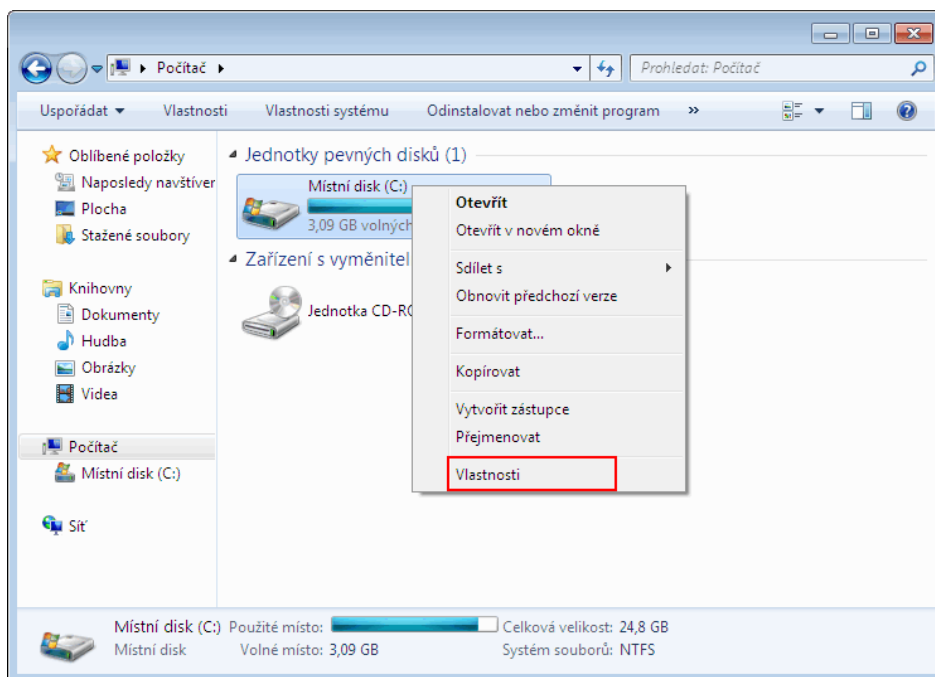 Počítač
Prohledat: Počítač
Uspořádat
Vlastnosti
Vlastnosti systému
Odinstalovat nebo změnit program
»
Oblíbené položky
Naposledy navštíver
Plocha
Stažené soubory
Knihovny
Dokumenty
Hudba
Obrázky
Videa
Počítač
Místní disk (C:)
Síť
Jednotky pevných disků (1)
Místní disk (C:)
3,09 GB volných
Zařízení s vyměnitel
Jednotka CD-RO
Otevřít
Otevřít v novém okně
Sdílet s
Obnovit předchozí verze
Formátovat...
Kopírovat
Vytvořit zástupce
Přejmenovat
Vlastnosti
Místní disk (C:) Použité místo: Celková velikost: 24,8 GB
Místní disk Volné místo: 3,09 GB Systém souborů: NTFS